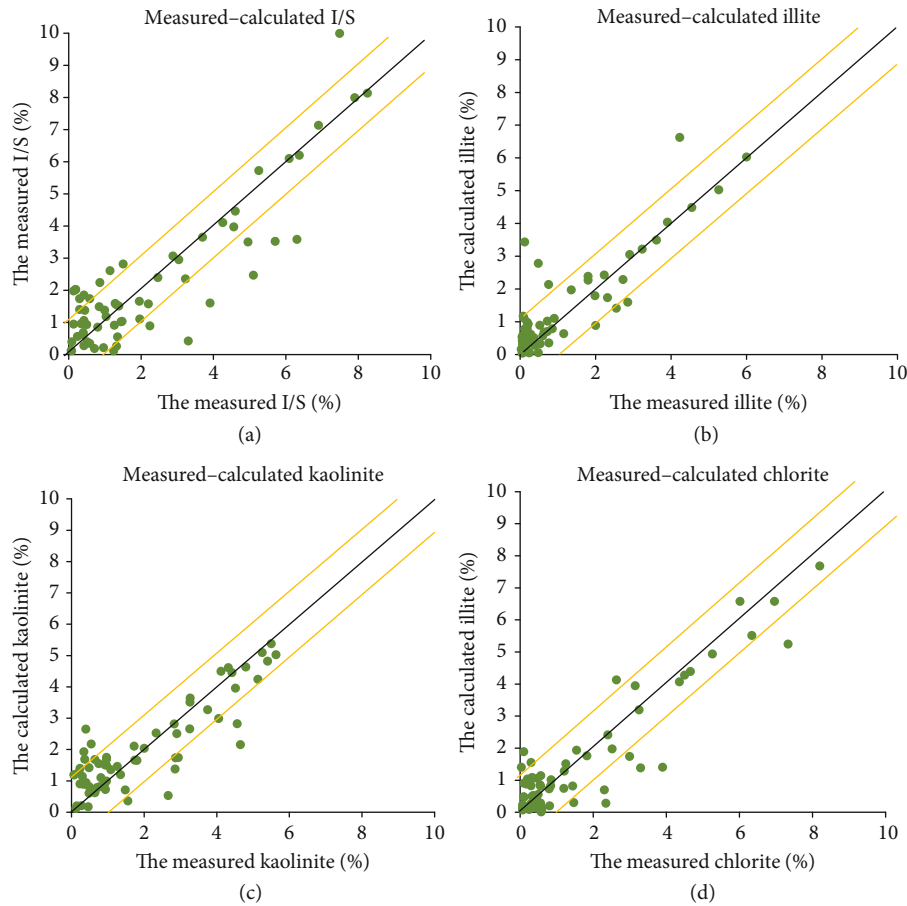 Measured–calculated I/S
The measured I/S (%)
10
9
8
7
6
5
4
3
2
1
0
0 2 4 6 8 10
The measured I/S (%)
(a)
Measured–calculated illite
The calculated illite (%)
10
9
8
7
6
5
4
3
2
1
0
0 2 4 6 8 10
The measured illite (%)
(b)
Measured–calculated kaolinite
The calculated kaolinite (%)
10
9
8
7
6
5
4
3
2
1
0
0 2 4 6 8 10
The measured kaolinite (%)
(c)
Measured–calculated chlorite
The calculated illite (%)
10
9
8
7
6
5
4
3
2
1
0
0 2 4 6 8 10
The measured chlorite (%)
(d)